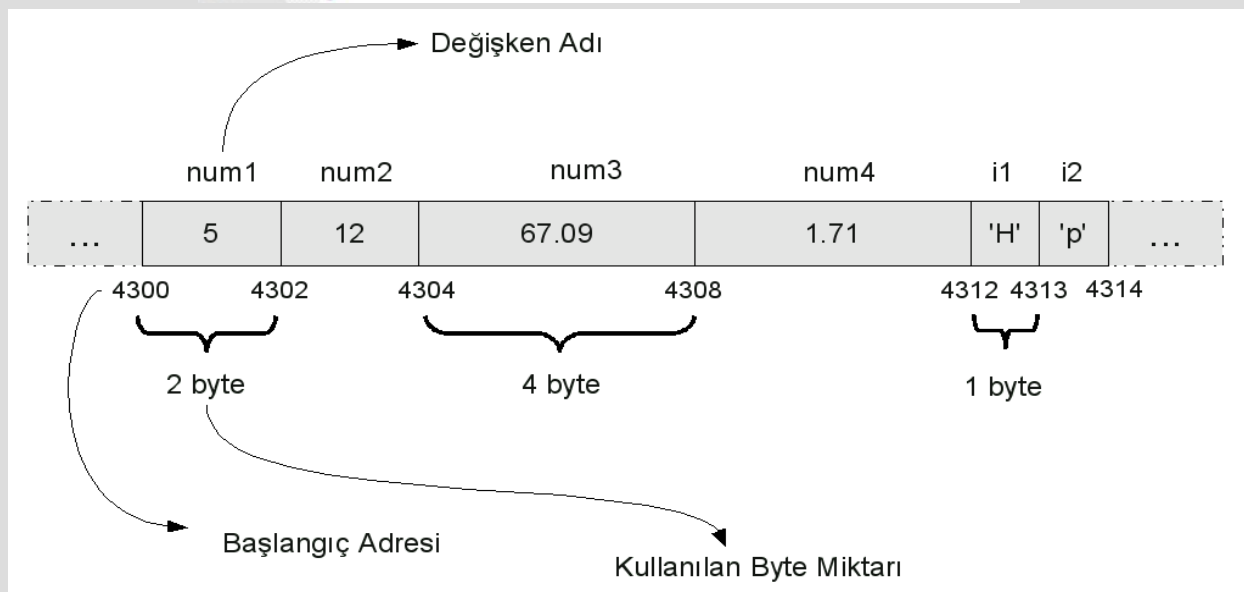 Değişken Adı
num1 num2 num3 num4 i1 i2
... 5 12 67.09 1.71 'H' 'p' ...
4300 4302 4304 4308 4312 4313 4314
2 byte 4 byte 1 byte
Başlangıç Adresi
Kullanılan Byte Miktarı